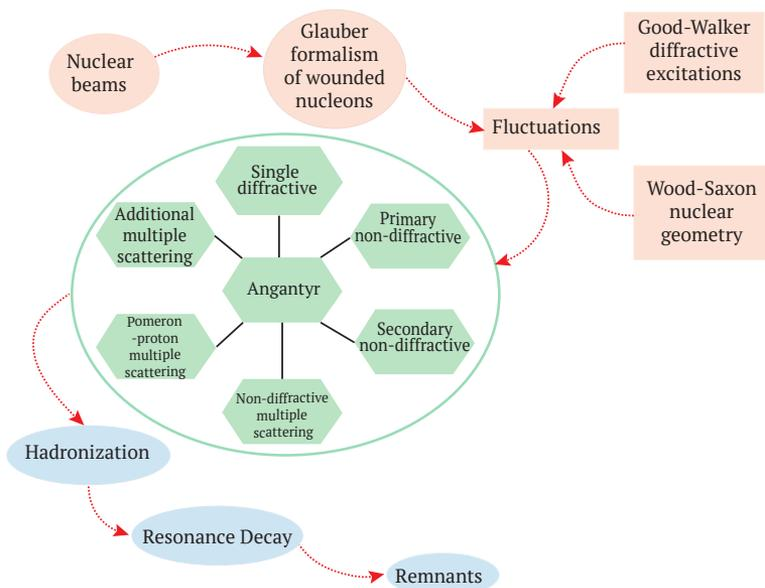 Nuclear
beams
Glauber
formalism
of wounded
nucleons
Good-Walker
diffractive
excitations
Fluctuations
Wood-Saxon
nuclear
geometry
Single
diffractive
Additional
multiple
scattering
Primary
non-diffractive
Angantyr
Pomeron
-proton
multiple
scattering
Secondary
non-diffractive
Non-diffractive
multiple
scattering
Hadronization
Resonance Decay
Remnants